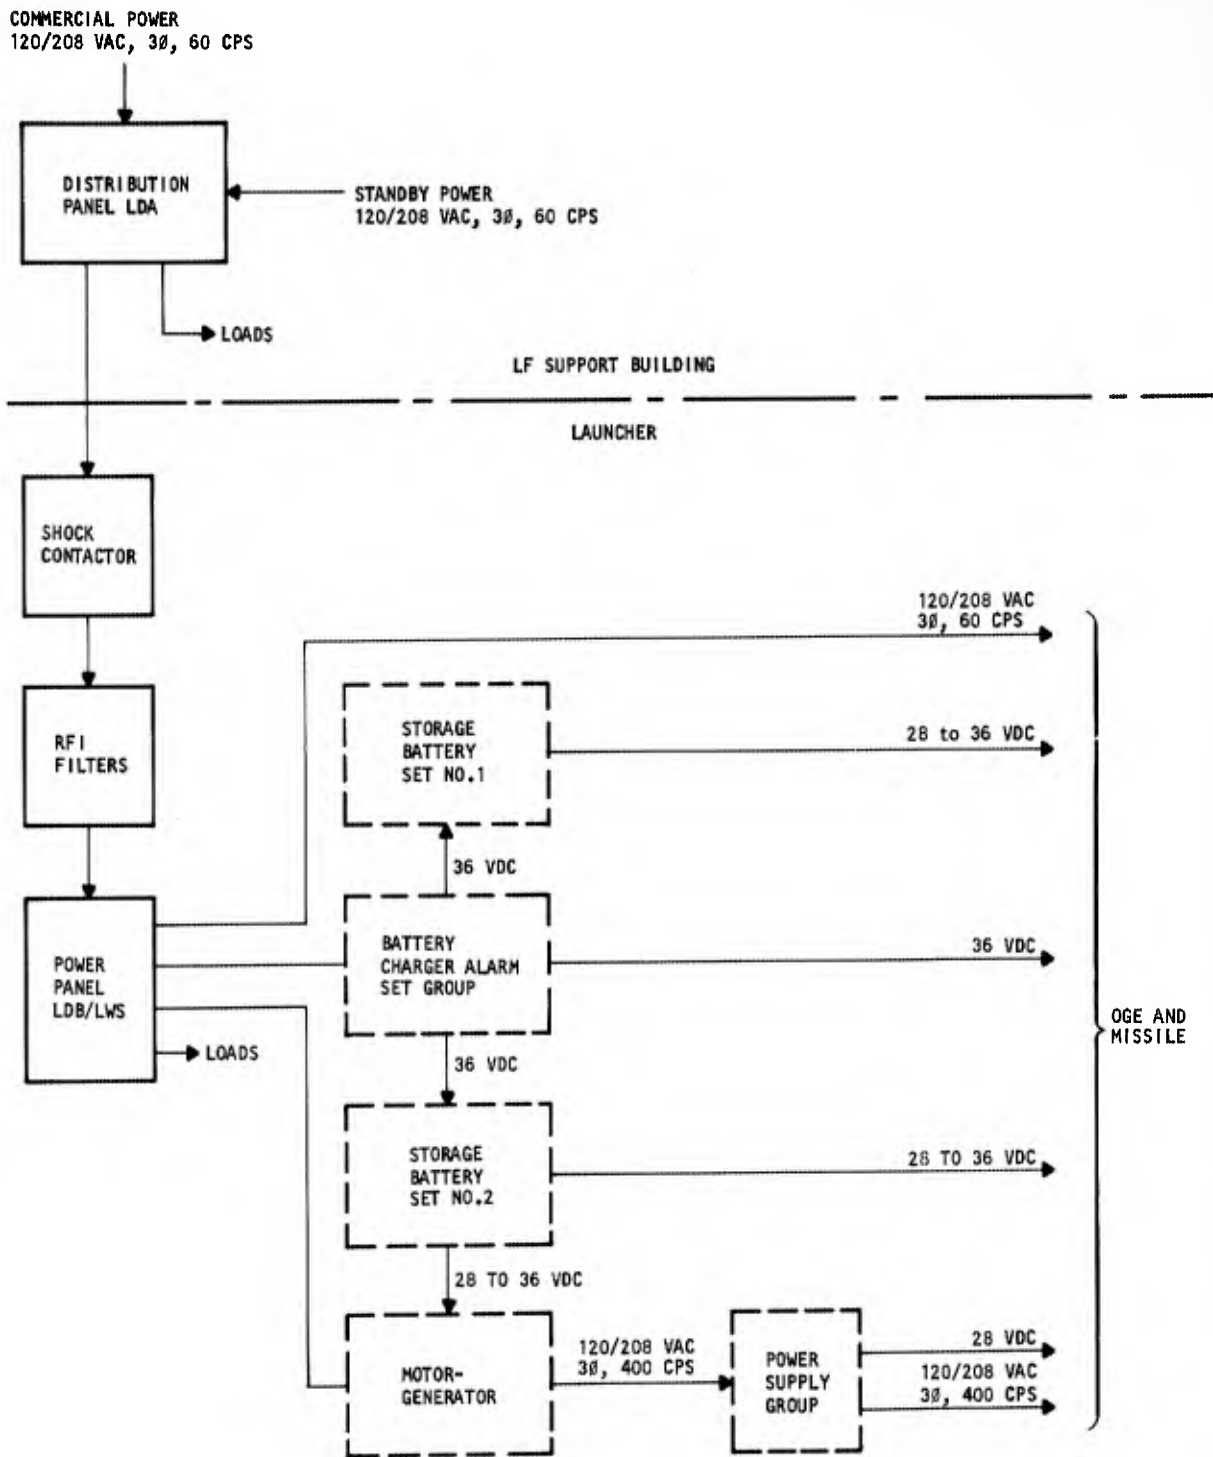 COMMERCIAL POWER
120/208 VAC, 3Ø, 60 CPS
DISTRIBUTION
PANEL LDA
STANDBY POWER
120/208 VAC, 3Ø, 60 CPS
LOADS
LF SUPPORT BUILDING
LAUNCHER
SHOCK
CONTACTOR
120/208 VAC
3Ø, 60 CPS
RFI
FILTERS
STORAGE
BATTERY
SET NO.1
28 to 36 VDC
36 VDC
POWER
PANEL
LDB/LWS
BATTERY
CHARGER ALARM
SET GROUP
36 VDC
OGE AND
MISSILE
LOADS
36 VDC
STORAGE
BATTERY
SET NO.2
28 TO 36 VDC
28 TO 36 VDC
MOTOR-
GENERATOR
120/208 VAC
3Ø, 400 CPS
POWER
SUPPLY
GROUP
28 VDC
120/208 VAC
3Ø, 400 CPS